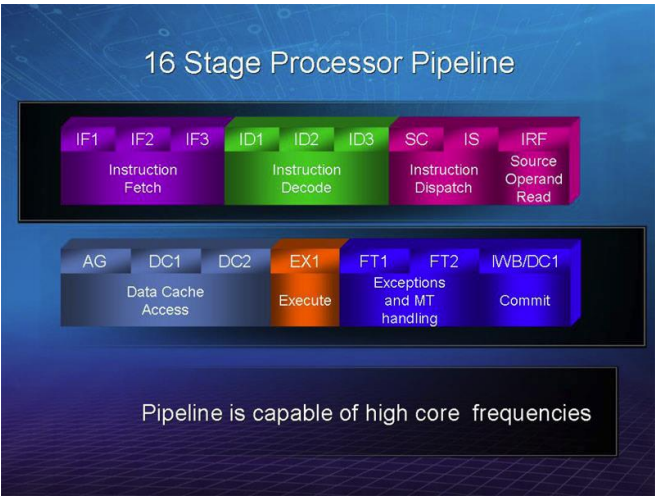 16 Stage Processor Pipeline
IF1 IF2 IF3 ID1 ID2 ID3 SC IS IRF
Instruction
Fetch
Instruction
Decode
Instruction
Dispatch
Source
Operand
Read
AG DC1 DC2 EX1 FT1 FT2 IWB/DC1
Data Cache
Access
Execute
Exceptions
and MT
handling
Commit
Pipeline is capable of high core frequencies